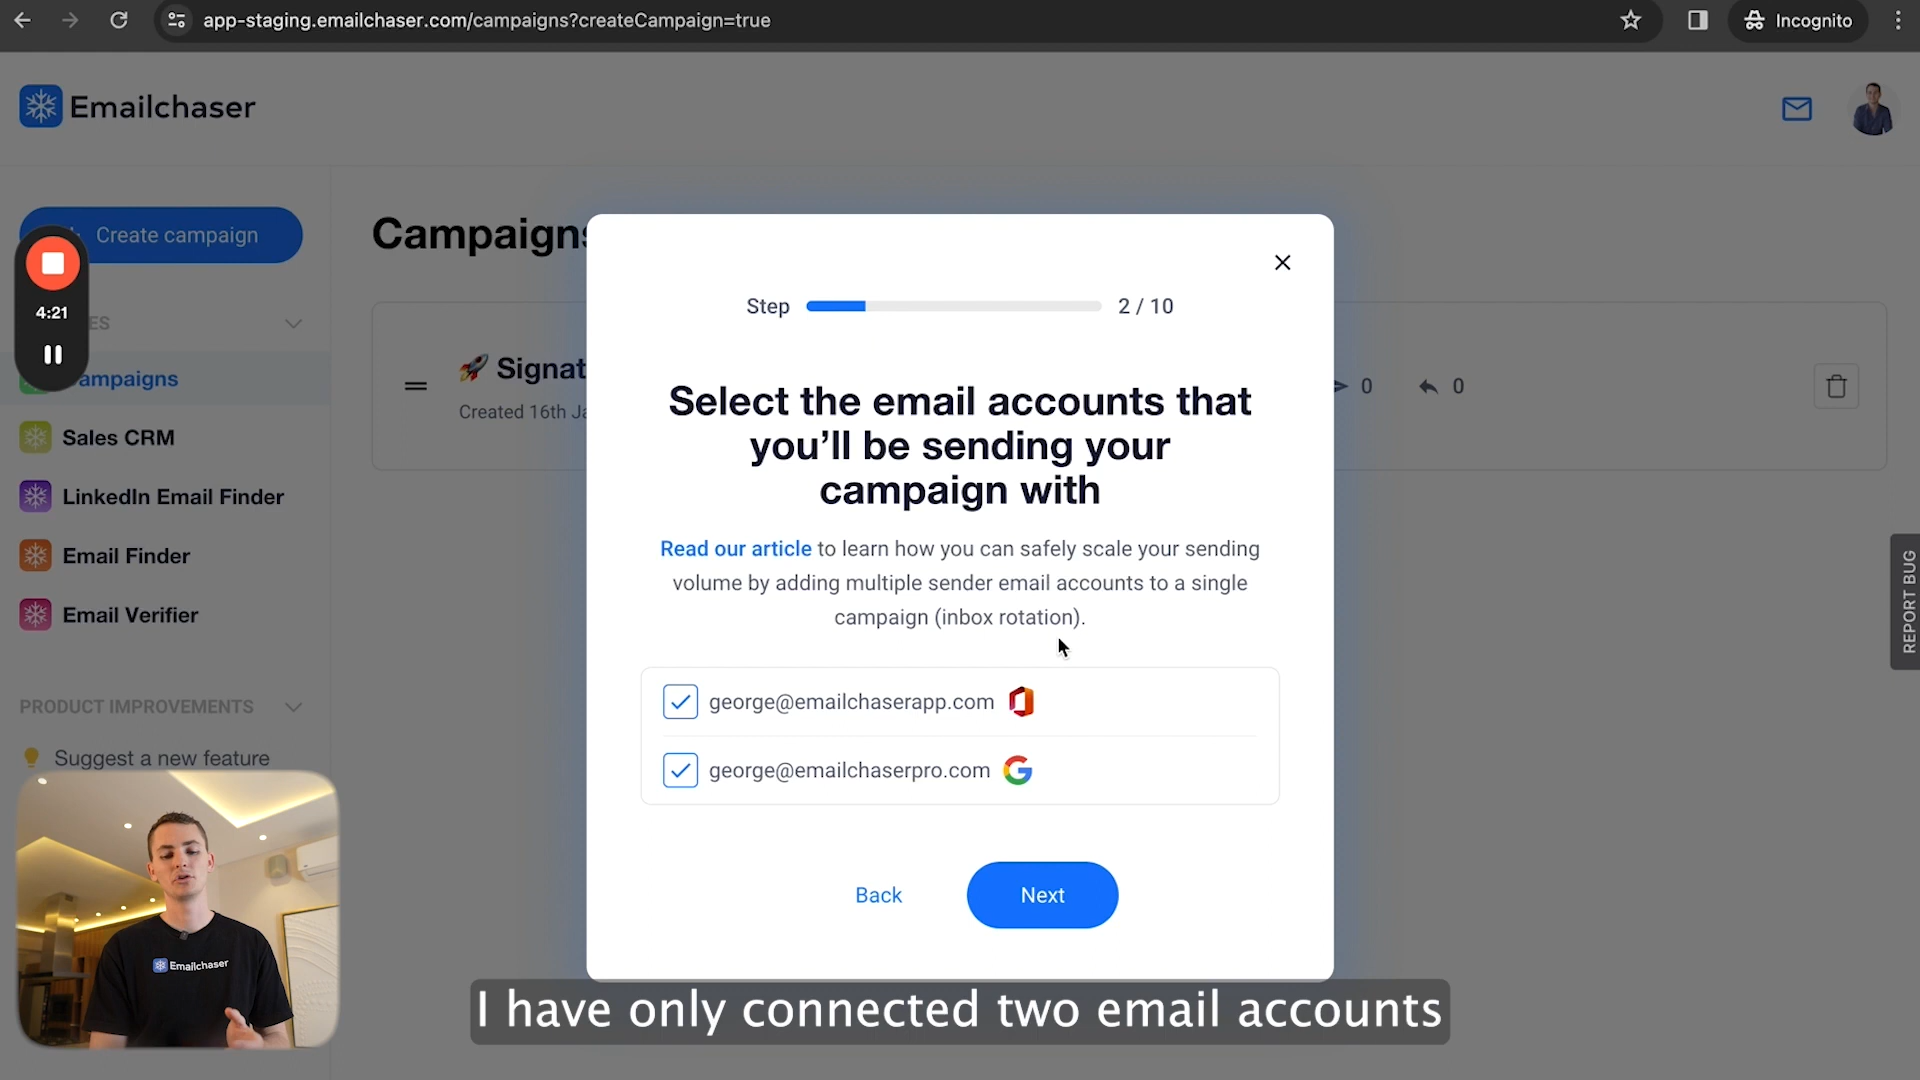 app-staging.emailchaser.com/campaigns?createCampaign=true
Incognito
Emailchaser
Create campaign
Campaigns
4:21
ES
ampaigns
Sales CRM
LinkedIn Email Finder
Email Finder
Email Verifier
PRODUCT IMPROVEMENTS
Suggest a new feature
🚀 Signat
Created 16th Ja
0
0
Step 2 / 10
Select the email accounts that
you’ll be sending your
campaign with
Read our article to learn how you can safely scale your sending
volume by adding multiple sender email accounts to a single
campaign (inbox rotation).
george@emailchaserapp.com
george@emailchaserpro.com
Back
Next
REPORT BUG
Emailchaser
I have only connected two email accounts